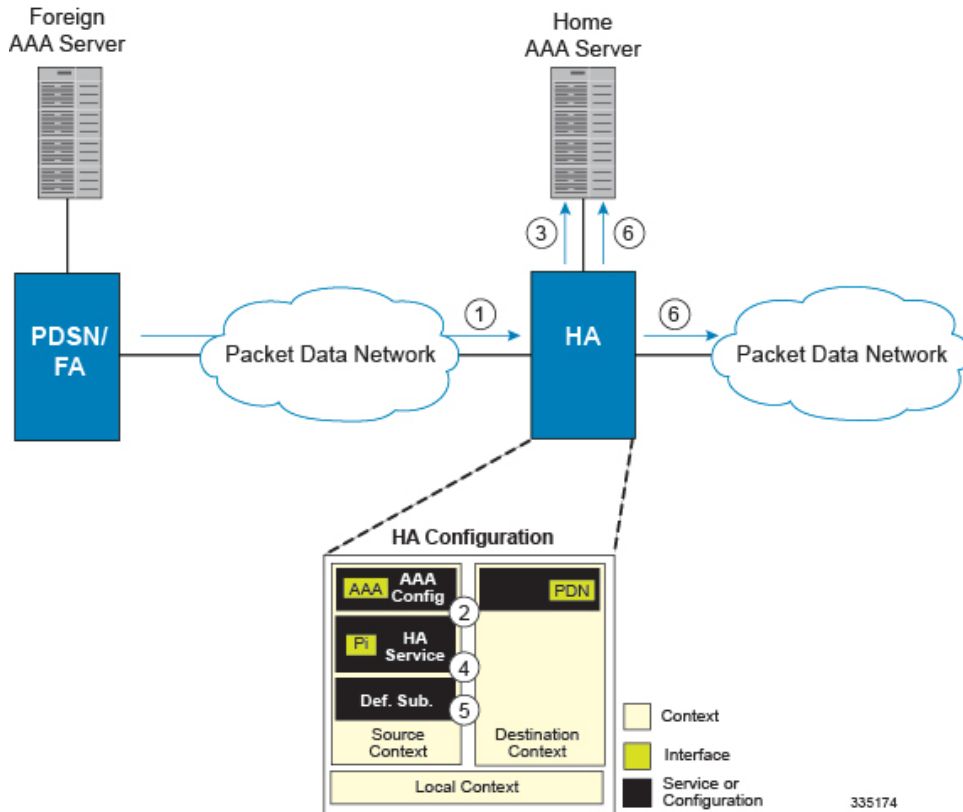 Foreign
AAA Server
Home
AAA Server
3
6
PDSN/
FA
Packet Data Network
1
HA
6
Packet Data Network
HA Configuration
AAA
AAA
Config
2
PDN
Pi
HA
Service
4
Def. Sub.
5
Source
Context
Destination
Context
Local Context
Context
Interface
Service or
Configuration
335174